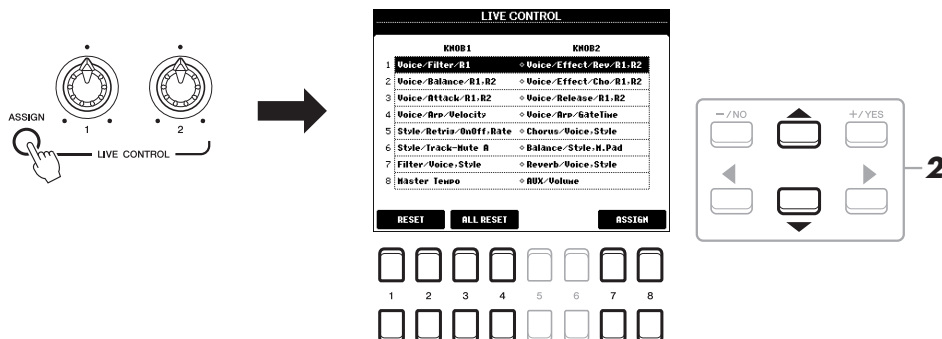 ASSIGN
1 2
LIVE CONTROL
LIVE CONTROL
KNOB1 KNOB2
1 Voice/Filter/R1 Voice/Effect/Rev/R1,R2
2 Voice/Balance/R1,R2 Voice/Effect/Cho/R1,R2
3 Voice/Attack/R1,R2 Voice/Release/R1,R2
4 Voice/Arp/Velocity Voice/Arp/GateTime
5 Style/Retrig/OnOff,Rate Chorus/Voice,Style
6 Style/Track-Mute A Balance/Style,M.Pad
7 Filter/Voice,Style Reverb/Voice,Style
8 Master Tempo AUX/Volume
RESET ALL RESET ASSIGN
1 2 3 4 5 6 7 8
−/NO +/YES
2